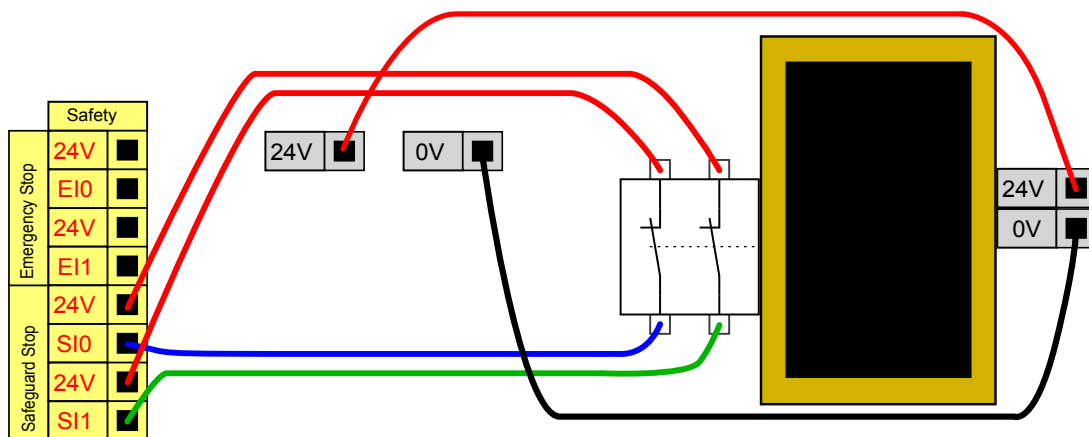 Safety
Emergency Stop
24V
EI0
24V
EI1
Safeguard Stop
24V
SI0
24V
SI1
24V
0V
24V
0V